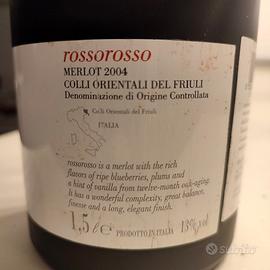 rossorosso
MERLOT 2004
COLLI ORIENTALI DEL FRIULI
Denominazione di Origine Controllata
Colli Orientali del Friuli
ITALIA
rossorosso is a merlot with the rich
flavors of ripe blueberries, plums and
a hint of vanilla from twelve-month oak-aging.
It has a wonderful complexity, great balance,
finesse and a long, elegant finish.
1,5 l e PRODOTTO IN ITALIA 13% vol
subito